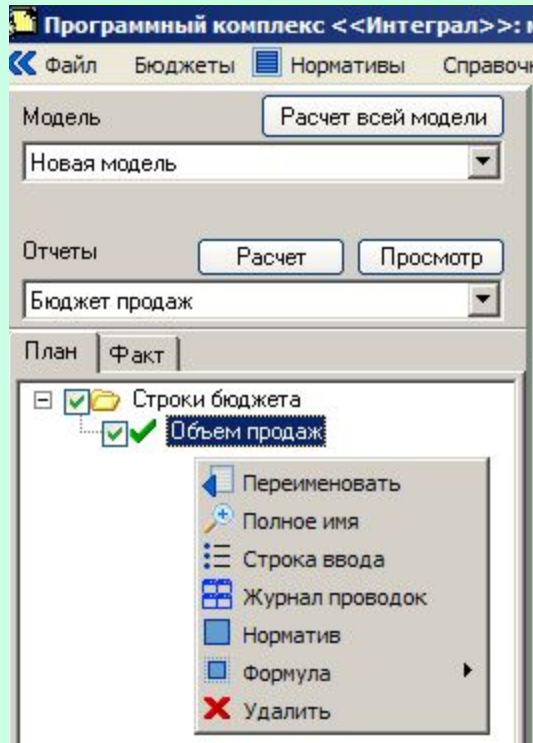 Программный комплекс <<Интеграл>>:
Файл Бюджеты Нормативы Справоч
Модель Расчет всей модели
Новая модель
Отчеты Расчет Просмотр
Бюджет продаж
План Факт
Строки бюджета
Объем продаж
Переименовать
Полное имя
Строка ввода
Журнал проводок
Норматив
Формула
Удалить